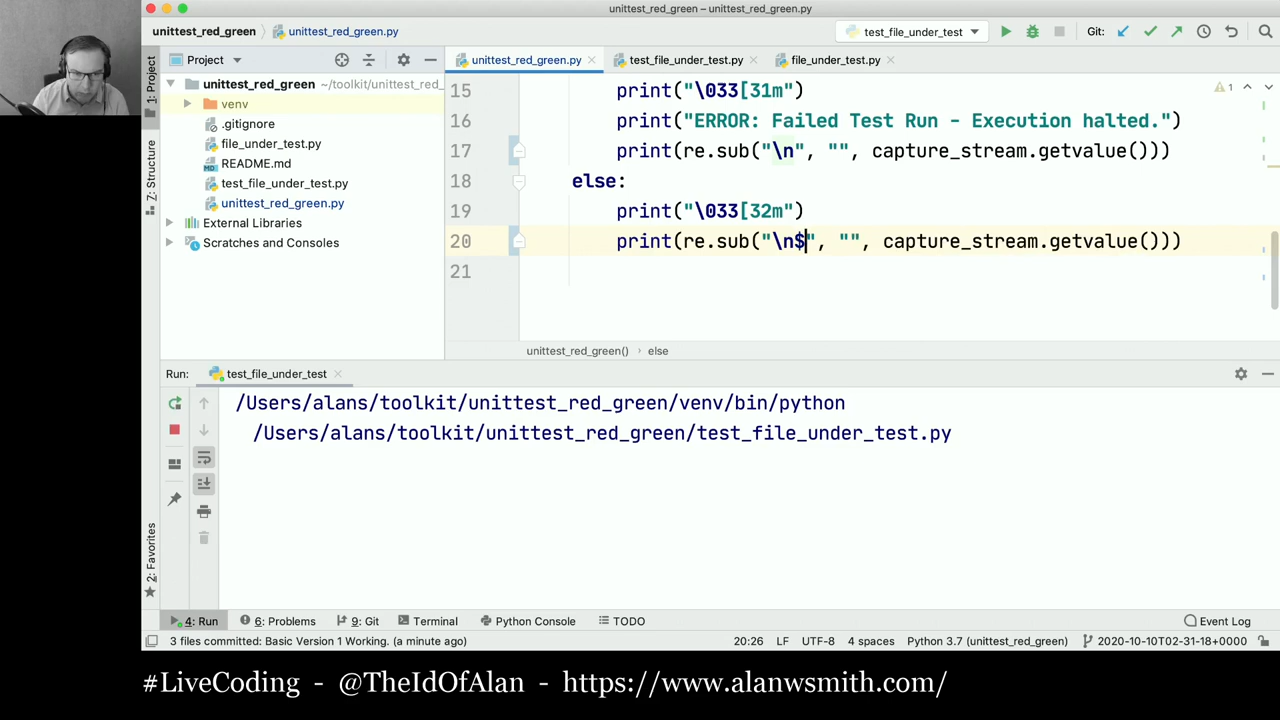 unittest_red_green – unittest_red_green.py
unittest_red_green › unittest_red_green.py
test_file_under_test
Git:
1: Project
Project
unittest_red_green.py
test_file_under_test.py
file_under_test.py
unittest_red_green ~/toolkit/unittest_red_
venv
.gitignore
file_under_test.py
README.md
test_file_under_test.py
unittest_red_green.py
External Libraries
Scratches and Consoles
Z: Structure
15 print("\033[31m")
1
16 print("ERROR: Failed Test Run - Execution halted.")
17 print(re.sub("\n", "", capture_stream.getvalue()))
18 else:
19 print("\033[32m")
20 print(re.sub("\n$", "", capture_stream.getvalue()))
21
unittest_red_green() › else
Run: test_file_under_test
/Users/alans/toolkit/unittest_red_green/venv/bin/python
/Users/alans/toolkit/unittest_red_green/test_file_under_test.py
2: Favorites
4: Run 6: Problems 9: Git Terminal Python Console TODO Event Log
3 files committed: Basic Version 1 Working. (a minute ago) 20:26 LF UTF-8 4 spaces Python 3.7 (unittest_red_green) 2020-10-10T02-31-18+0000
#LiveCoding - @TheIdOfAlan - https://www.alanwsmith.com/